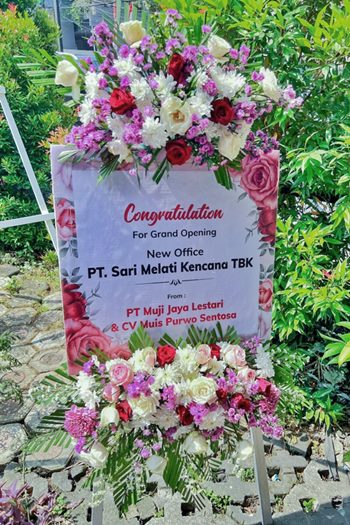 Congratulation
For Grand Opening
New Office
PT. Sari Melati Kencana TBK
From :
PT Muji Jaya Lestari
& CV Muis Purwo Sentosa